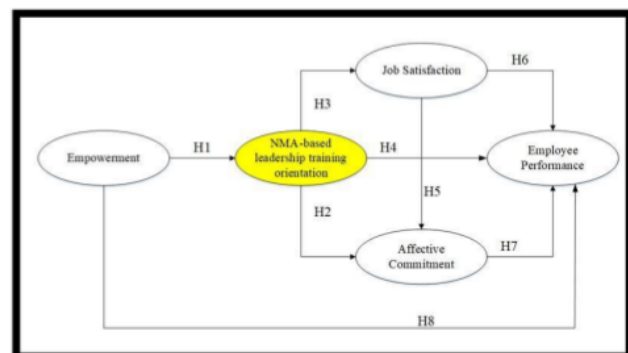 Job Satisfaction
H6
H3
Empowerment
H1
NMA-based
leadership training
orientation
H4
Employee
Performance
H5
H2
Affective
Commitment
H7
H8